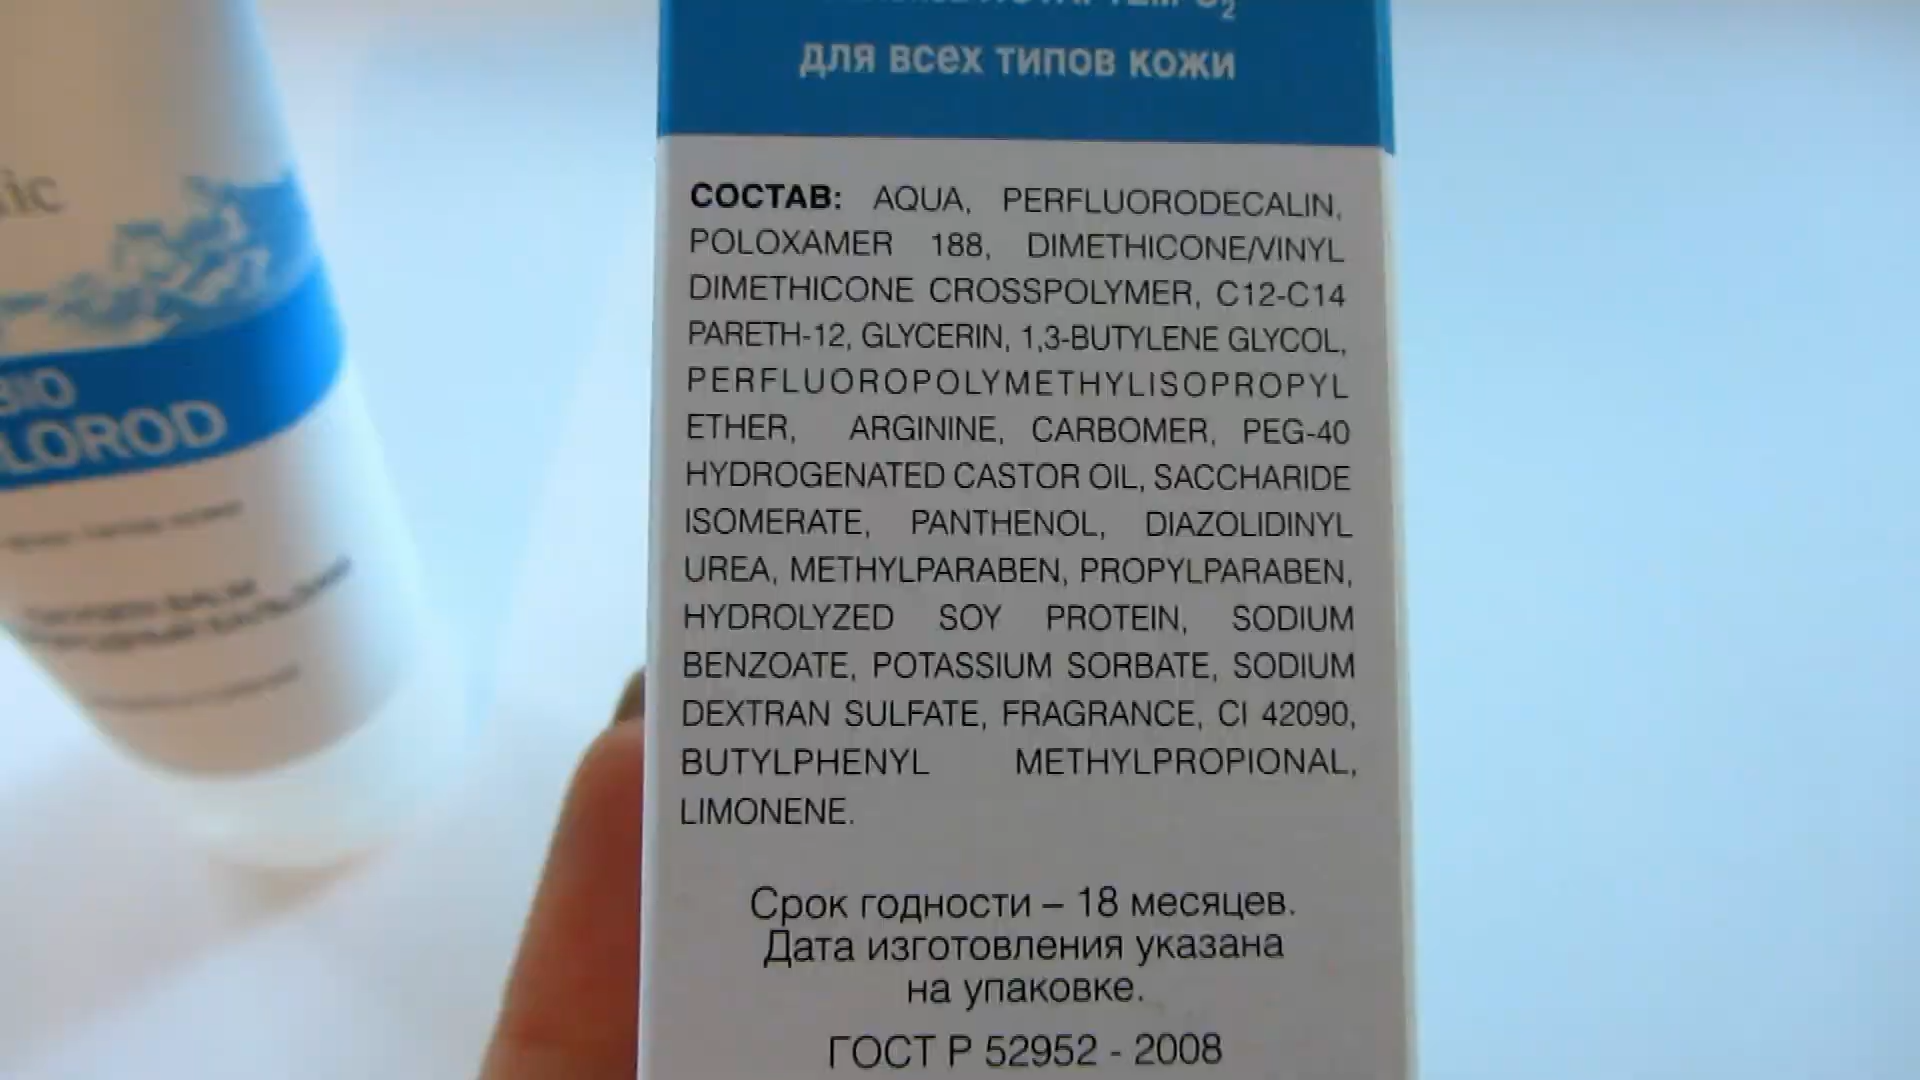 для всех типов кожи
СОСТАВ: AQUA, PERFLUORODECALIN,
POLOXAMER 188, DIMETHICONE/VINYL
DIMETHICONE CROSSPOLYMER, C12-C14
PARETH-12, GLYCERIN, 1,3-BUTYLENE GLYCOL,
PERFLUOROPOLYMETHYLISOPROPYL
ETHER, ARGININE, CARBOMER, PEG-40
HYDROGENATED CASTOR OIL, SACCHARIDE
ISOMERATE, PANTHENOL, DIAZOLIDINYL
UREA, METHYLPARABEN, PROPYLPARABEN,
HYDROLYZED SOY PROTEIN, SODIUM
BENZOATE, POTASSIUM SORBATE, SODIUM
DEXTRAN SULFATE, FRAGRANCE, CI 42090,
BUTYLPHENYL METHYLPROPIONAL,
LIMONENE.
Срок годности – 18 месяцев.
Дата изготовления указана
на упаковке.
ГОСТ Р 52952 - 2008
ic
BIO
LOROD